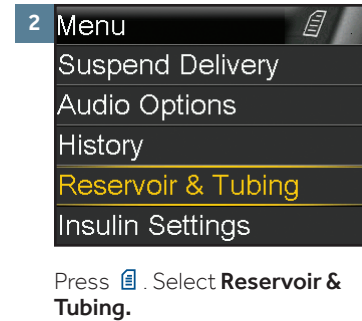 2
Menu
Suspend Delivery
Audio Options
History
Reservoir & Tubing
Insulin Settings
Press . Select Reservoir &
Tubing.